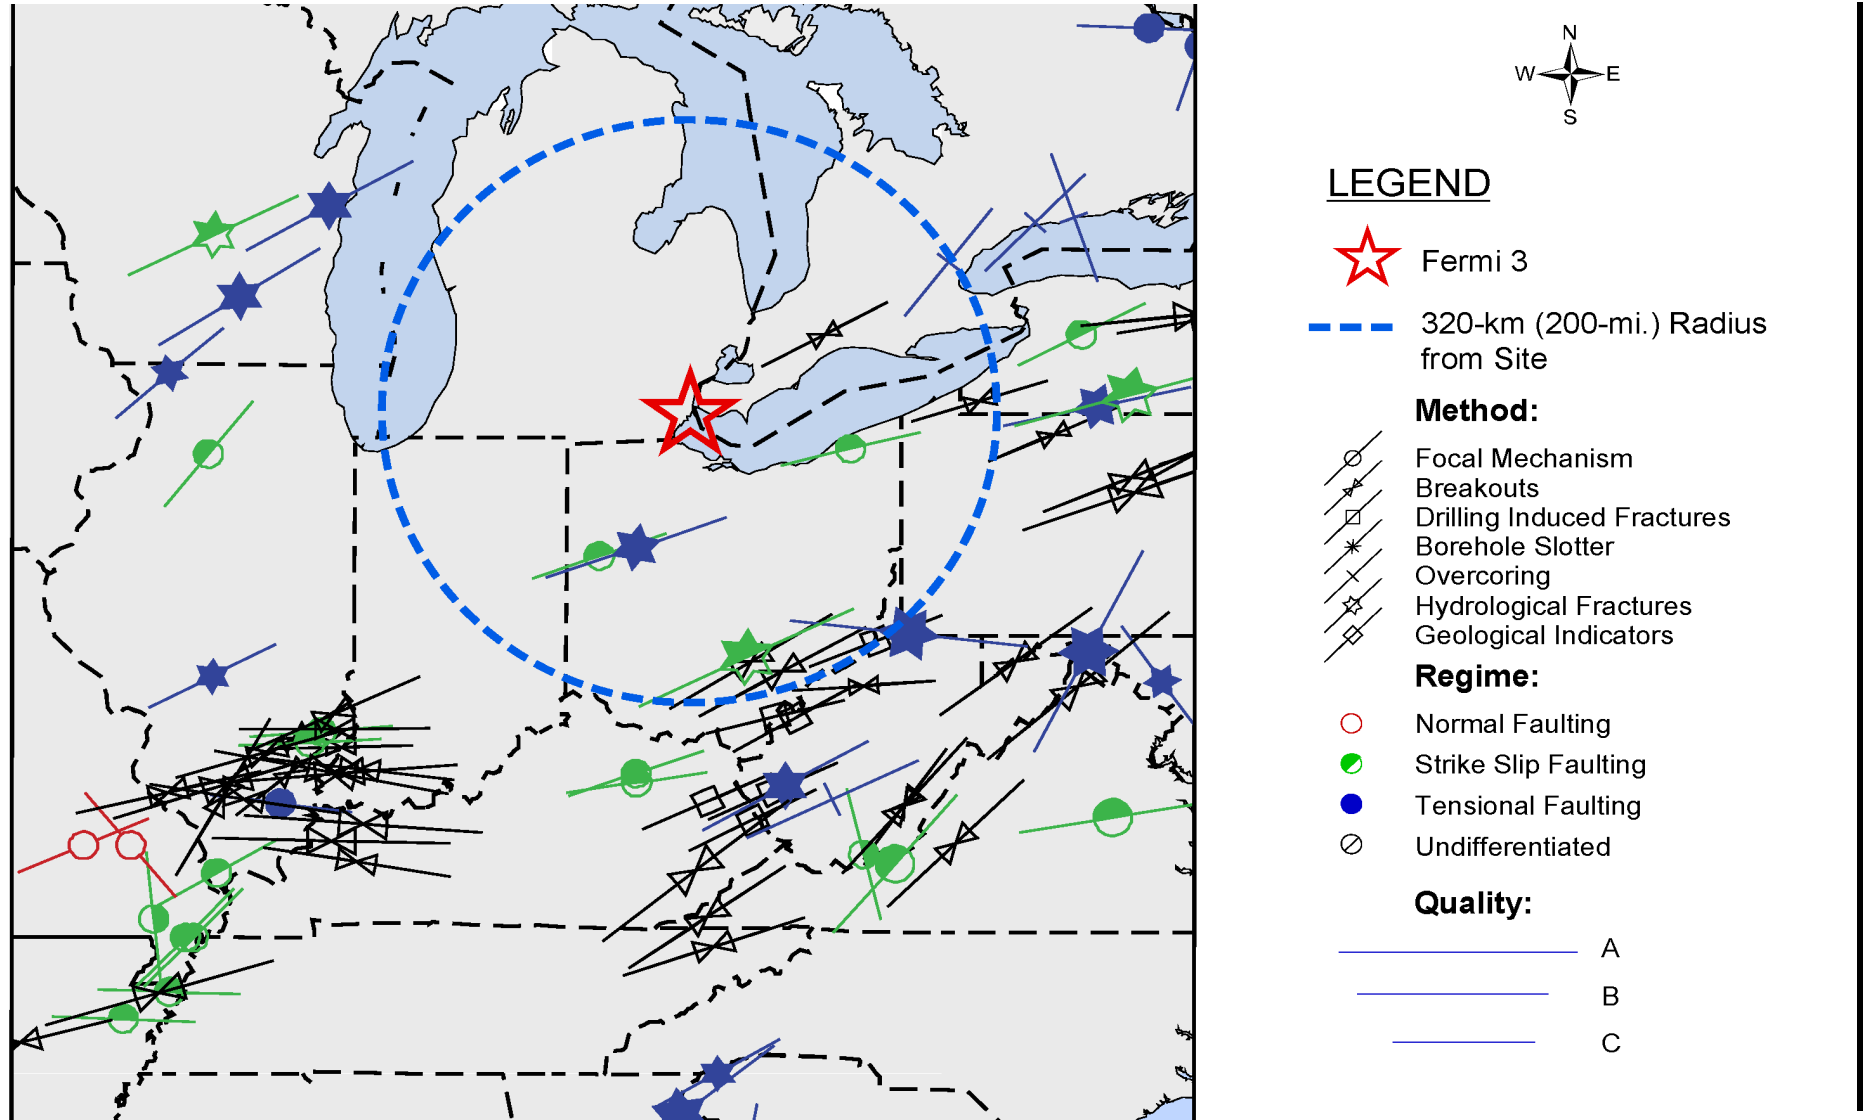 N
W E
S
LEGEND
Fermi 3
320-km (200-mi.) Radius
from Site
Method:
Focal Mechanism
Breakouts
Drilling Induced Fractures
Borehole Slotter
Overcoring
Hydrological Fractures
Geological Indicators
Regime:
Normal Faulting
Strike Slip Faulting
Tensional Faulting
Undifferentiated
Quality:
A
B
C